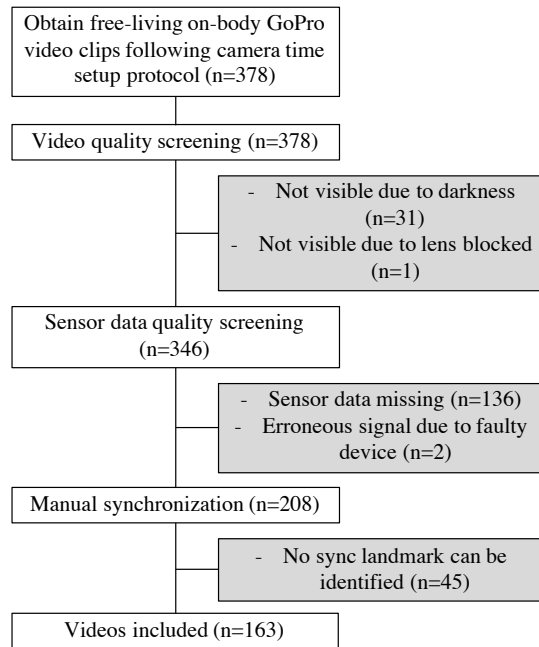 Obtain free-living on-body GoPro
video clips following camera time
setup protocol (n=378)
Video quality screening (n=378)
- Not visible due to darkness
(n=31)
- Not visible due to lens blocked
(n=1)
Sensor data quality screening
(n=346)
- Sensor data missing (n=136)
- Erroneous signal due to faulty
device (n=2)
Manual synchronization (n=208)
- No sync landmark can be
identified (n=45)
Videos included (n=163)